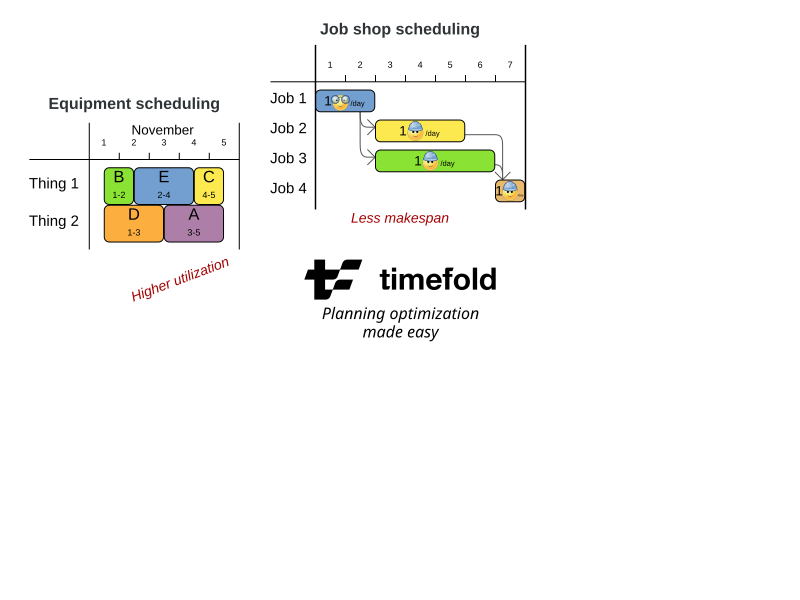 Job shop scheduling
1 2 3 4 5 6 7
Job 1
1 /day
Job 2
1 /day
Job 3
1 /day
Job 4
1
Less makespan
Equipment scheduling
November
1 2 3 4 5
Thing 1
B E C
1-2 2-4 4-5
Thing 2
D A
1-3 3-5
Higher utilization
timefold
Planning optimization
made easy